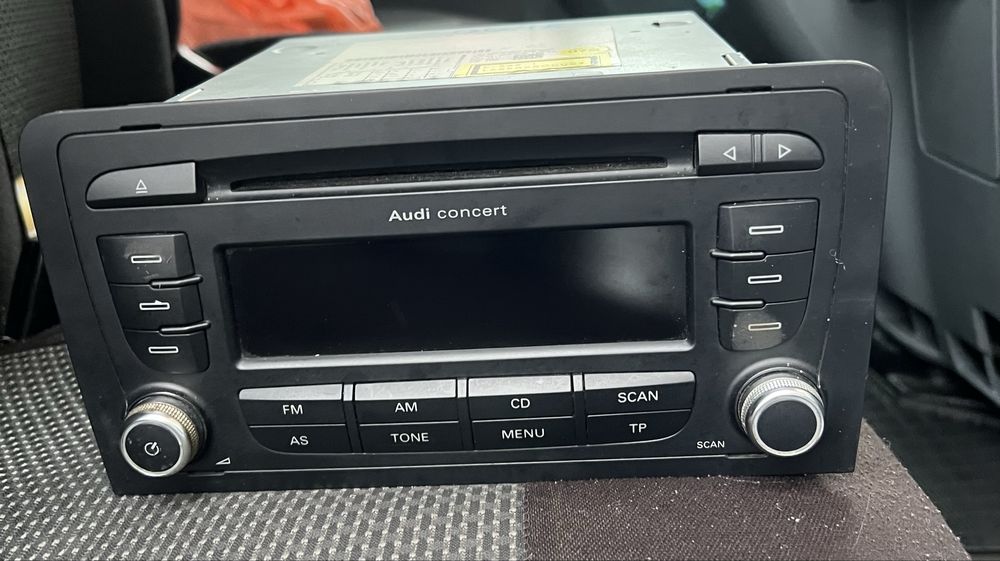 Audi concert
FM AM CD SCAN
AS TONE MENU TP
SCAN